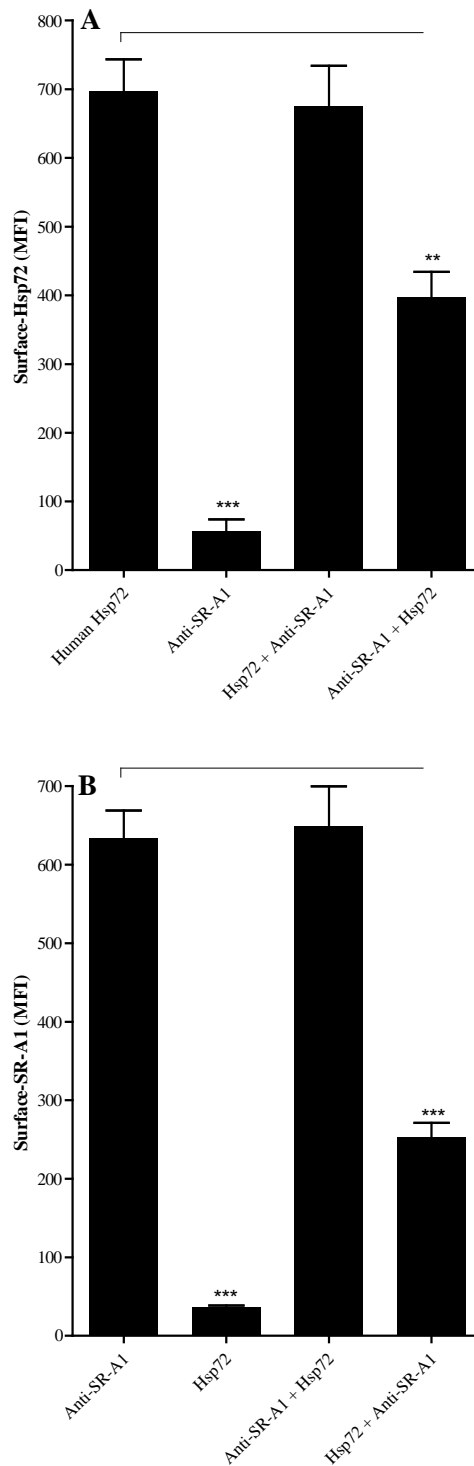 A
800
700
600
500
400
300
200
100
0
Surface-Hsp72 (MFI)
***
**
Human Hsp72
Anti-SR-A1
Hsp72 + Anti-SR-A1
Anti-SR-A1 + Hsp72
B
700
600
500
400
300
200
100
0
Surface-SR-A1 (MFI)
***
***
Anti-SR-A1
Hsp72
Anti-SR-A1 + Hsp72
Hsp72 + Anti-SR-A1